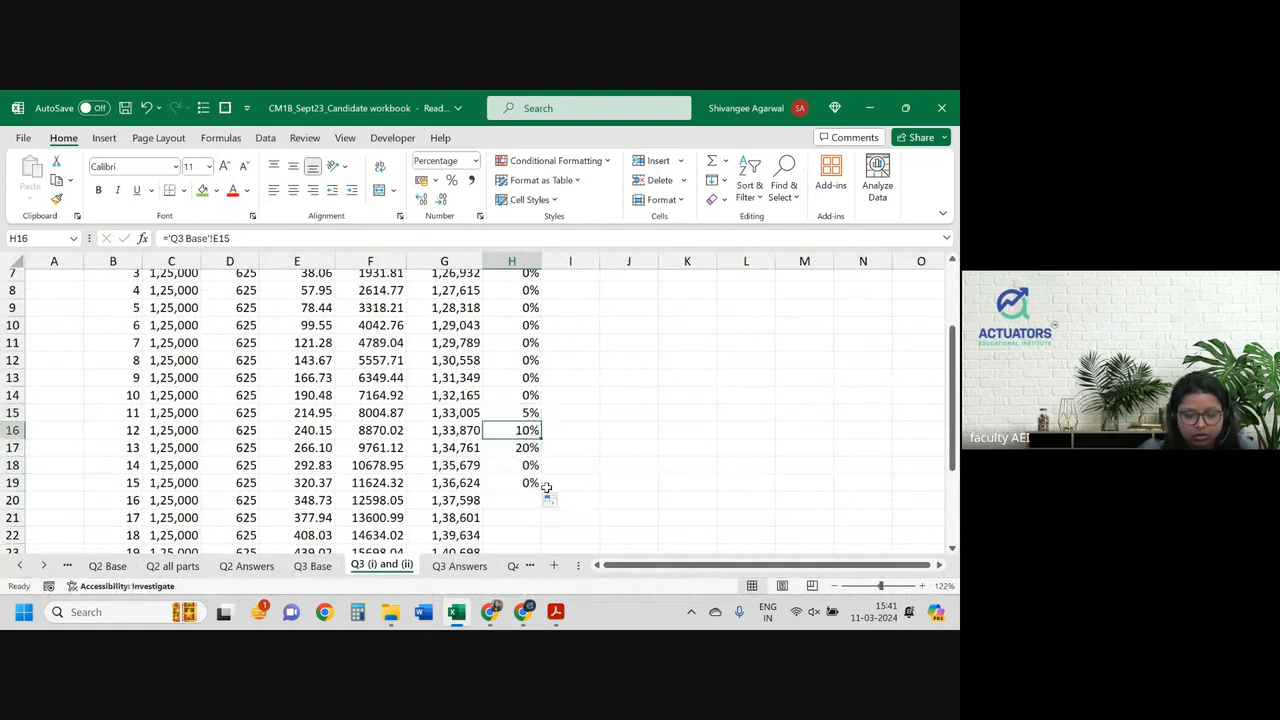 AutoSave Off CM1B_Sept23_Candidate workbook - Read... Search Shivangee Agarwal SA
File Home Insert Page Layout Formulas Data Review View Developer Help Comments Share
Paste Calibri 11 Percentage Conditional Formatting Format as Table Cell Styles Insert Delete Format Sort & Filter Find & Select Add-ins Analyze Data
Clipboard Font Alignment Number Styles Cells Editing Add-ins
H16 fx ='Q3 Base'!E15
A B C D E F G H I J K L M N O
7 3 1,25,000 625 38.06 1931.81 1,26,932 0%
8 4 1,25,000 625 57.95 2614.77 1,27,615 0%
9 5 1,25,000 625 78.44 3318.21 1,28,318 0%
10 6 1,25,000 625 99.55 4042.76 1,29,043 0%
11 7 1,25,000 625 121.28 4789.04 1,29,789 0%
12 8 1,25,000 625 143.67 5557.71 1,30,558 0%
13 9 1,25,000 625 166.73 6349.44 1,31,349 0%
14 10 1,25,000 625 190.48 7164.92 1,32,165 0%
15 11 1,25,000 625 214.95 8004.87 1,33,005 5%
16 12 1,25,000 625 240.15 8870.02 1,33,870 10%
17 13 1,25,000 625 266.10 9761.12 1,34,761 20%
18 14 1,25,000 625 292.83 10678.95 1,35,679 0%
19 15 1,25,000 625 320.37 11624.32 1,36,624 0%
20 16 1,25,000 625 348.73 12598.05 1,37,598
21 17 1,25,000 625 377.94 13600.99 1,38,601
22 18 1,25,000 625 408.03 14634.02 1,39,634
23 19 1,25,000 625 439.02 15698.04 1,40,698
Q2 Base Q2 all parts Q2 Answers Q3 Base Q3 (i) and (ii) Q3 Answers
Ready Accessibility: Investigate 122%
Search ENG IN 15:41 11-03-2024
ACTUATORS
EDUCATIONAL INSTITUTE
faculty AEI